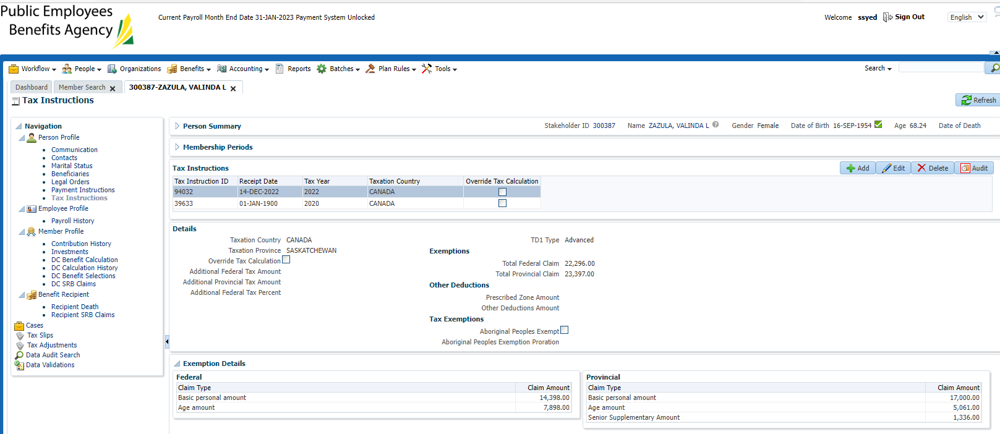 Public Employees
Benefits Agency
Current Payroll Month End Date 31-JAN-2023 Payment System Unlocked
Welcome ssyed Sign Out English
Workflow People Organizations Benefits Accounting Reports Batches Plan Rules Tools Search
Dashboard Member Search 300387-ZAZULA, VALINDA L
Tax Instructions Refresh
Navigation
Person Profile
Communication
Contacts
Marital Status
Beneficiaries
Legal Orders
Payment Instructions
Tax Instructions
Employee Profile
Payroll History
Member Profile
Contribution History
Investments
DC Benefit Calculation
DC Calculation History
DC Benefit Selections
DC SRB Claims
Benefit Recipient
Recipient Death
Recipient SRB Claims
Cases
Tax Slips
Tax Adjustments
Data Audit Search
Data Validations
Person Summary Stakeholder ID 300387 Name ZAZULA, VALINDA L Gender Female Date of Birth 16-SEP-1954 Age 68.24 Date of Death
Membership Periods
Tax Instructions Add Edit Delete Audit
Tax Instruction ID Receipt Date Tax Year Taxation Country Override Tax Calculation
94032 14-DEC-2022 2022 CANADA
39633 01-JAN-1900 2020 CANADA
Details
Taxation Country CANADA
Taxation Province SASKATCHEWAN
Override Tax Calculation
Additional Federal Tax Amount
Additional Provincial Tax Amount
Additional Federal Tax Percent
TD1 Type Advanced
Exemptions
Total Federal Claim 22,296.00
Total Provincial Claim 23,397.00
Other Deductions
Prescribed Zone Amount
Other Deductions Amount
Tax Exemptions
Aboriginal Peoples Exempt
Aboriginal Peoples Exemption Proration
Exemption Details
Federal
Claim Type Claim Amount
Basic personal amount 14,398.00
Age amount 7,898.00
Provincial
Claim Type Claim Amount
Basic personal amount 17,000.00
Age amount 5,061.00
Senior Supplementary Amount 1,336.00